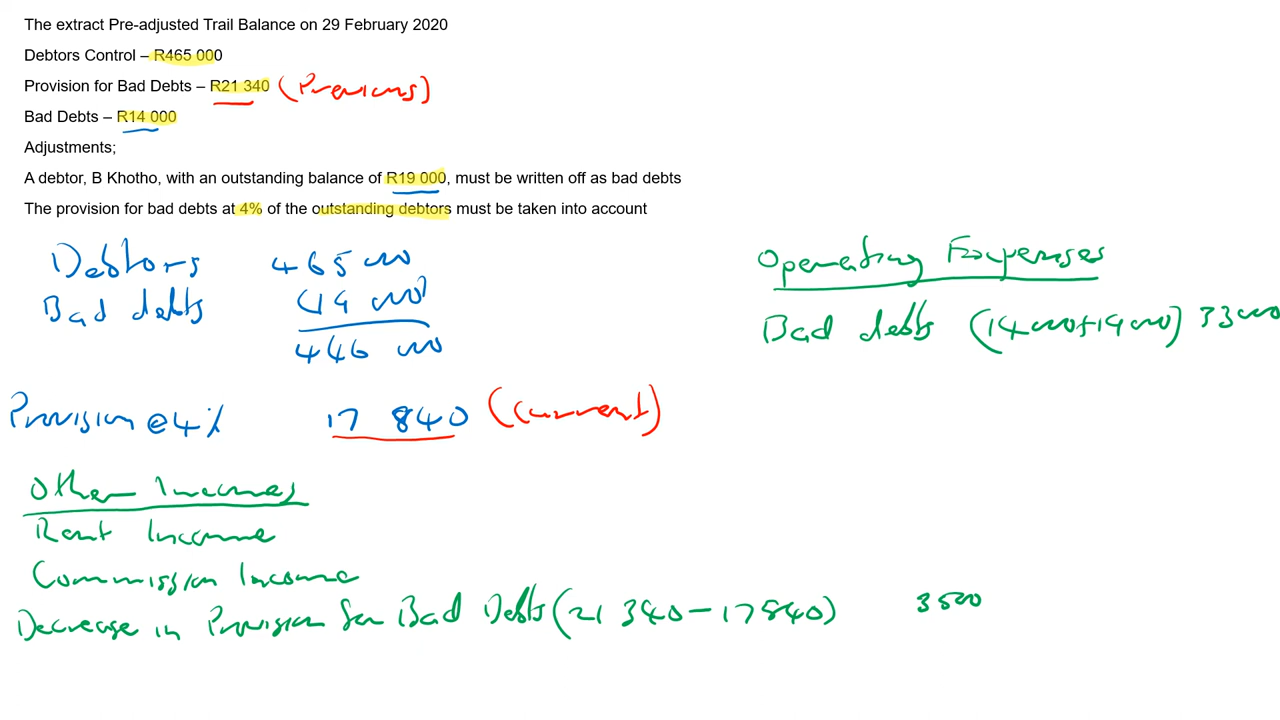 The extract Pre-adjusted Trail Balance on 29 February 2020
Debtors Control – R465 000
Provision for Bad Debts – R21 340 (Previous)
Bad Debts – R14 000
Adjustments;
A debtor, B Khotho, with an outstanding balance of R19 000, must be written off as bad debts
The provision for bad debts at 4% of the outstanding debtors must be taken into account
Debtors 465 000
Bad debts (19 000)
446 000
Provision @ 4% 17 840 (Current)
Operating Expenses
Bad debts (14 000+19 000) 33 000
Other Incomes
Rent Income
Commission Income
Decrease in Provision for Bad Debts (21 340 – 17 840) 3 500